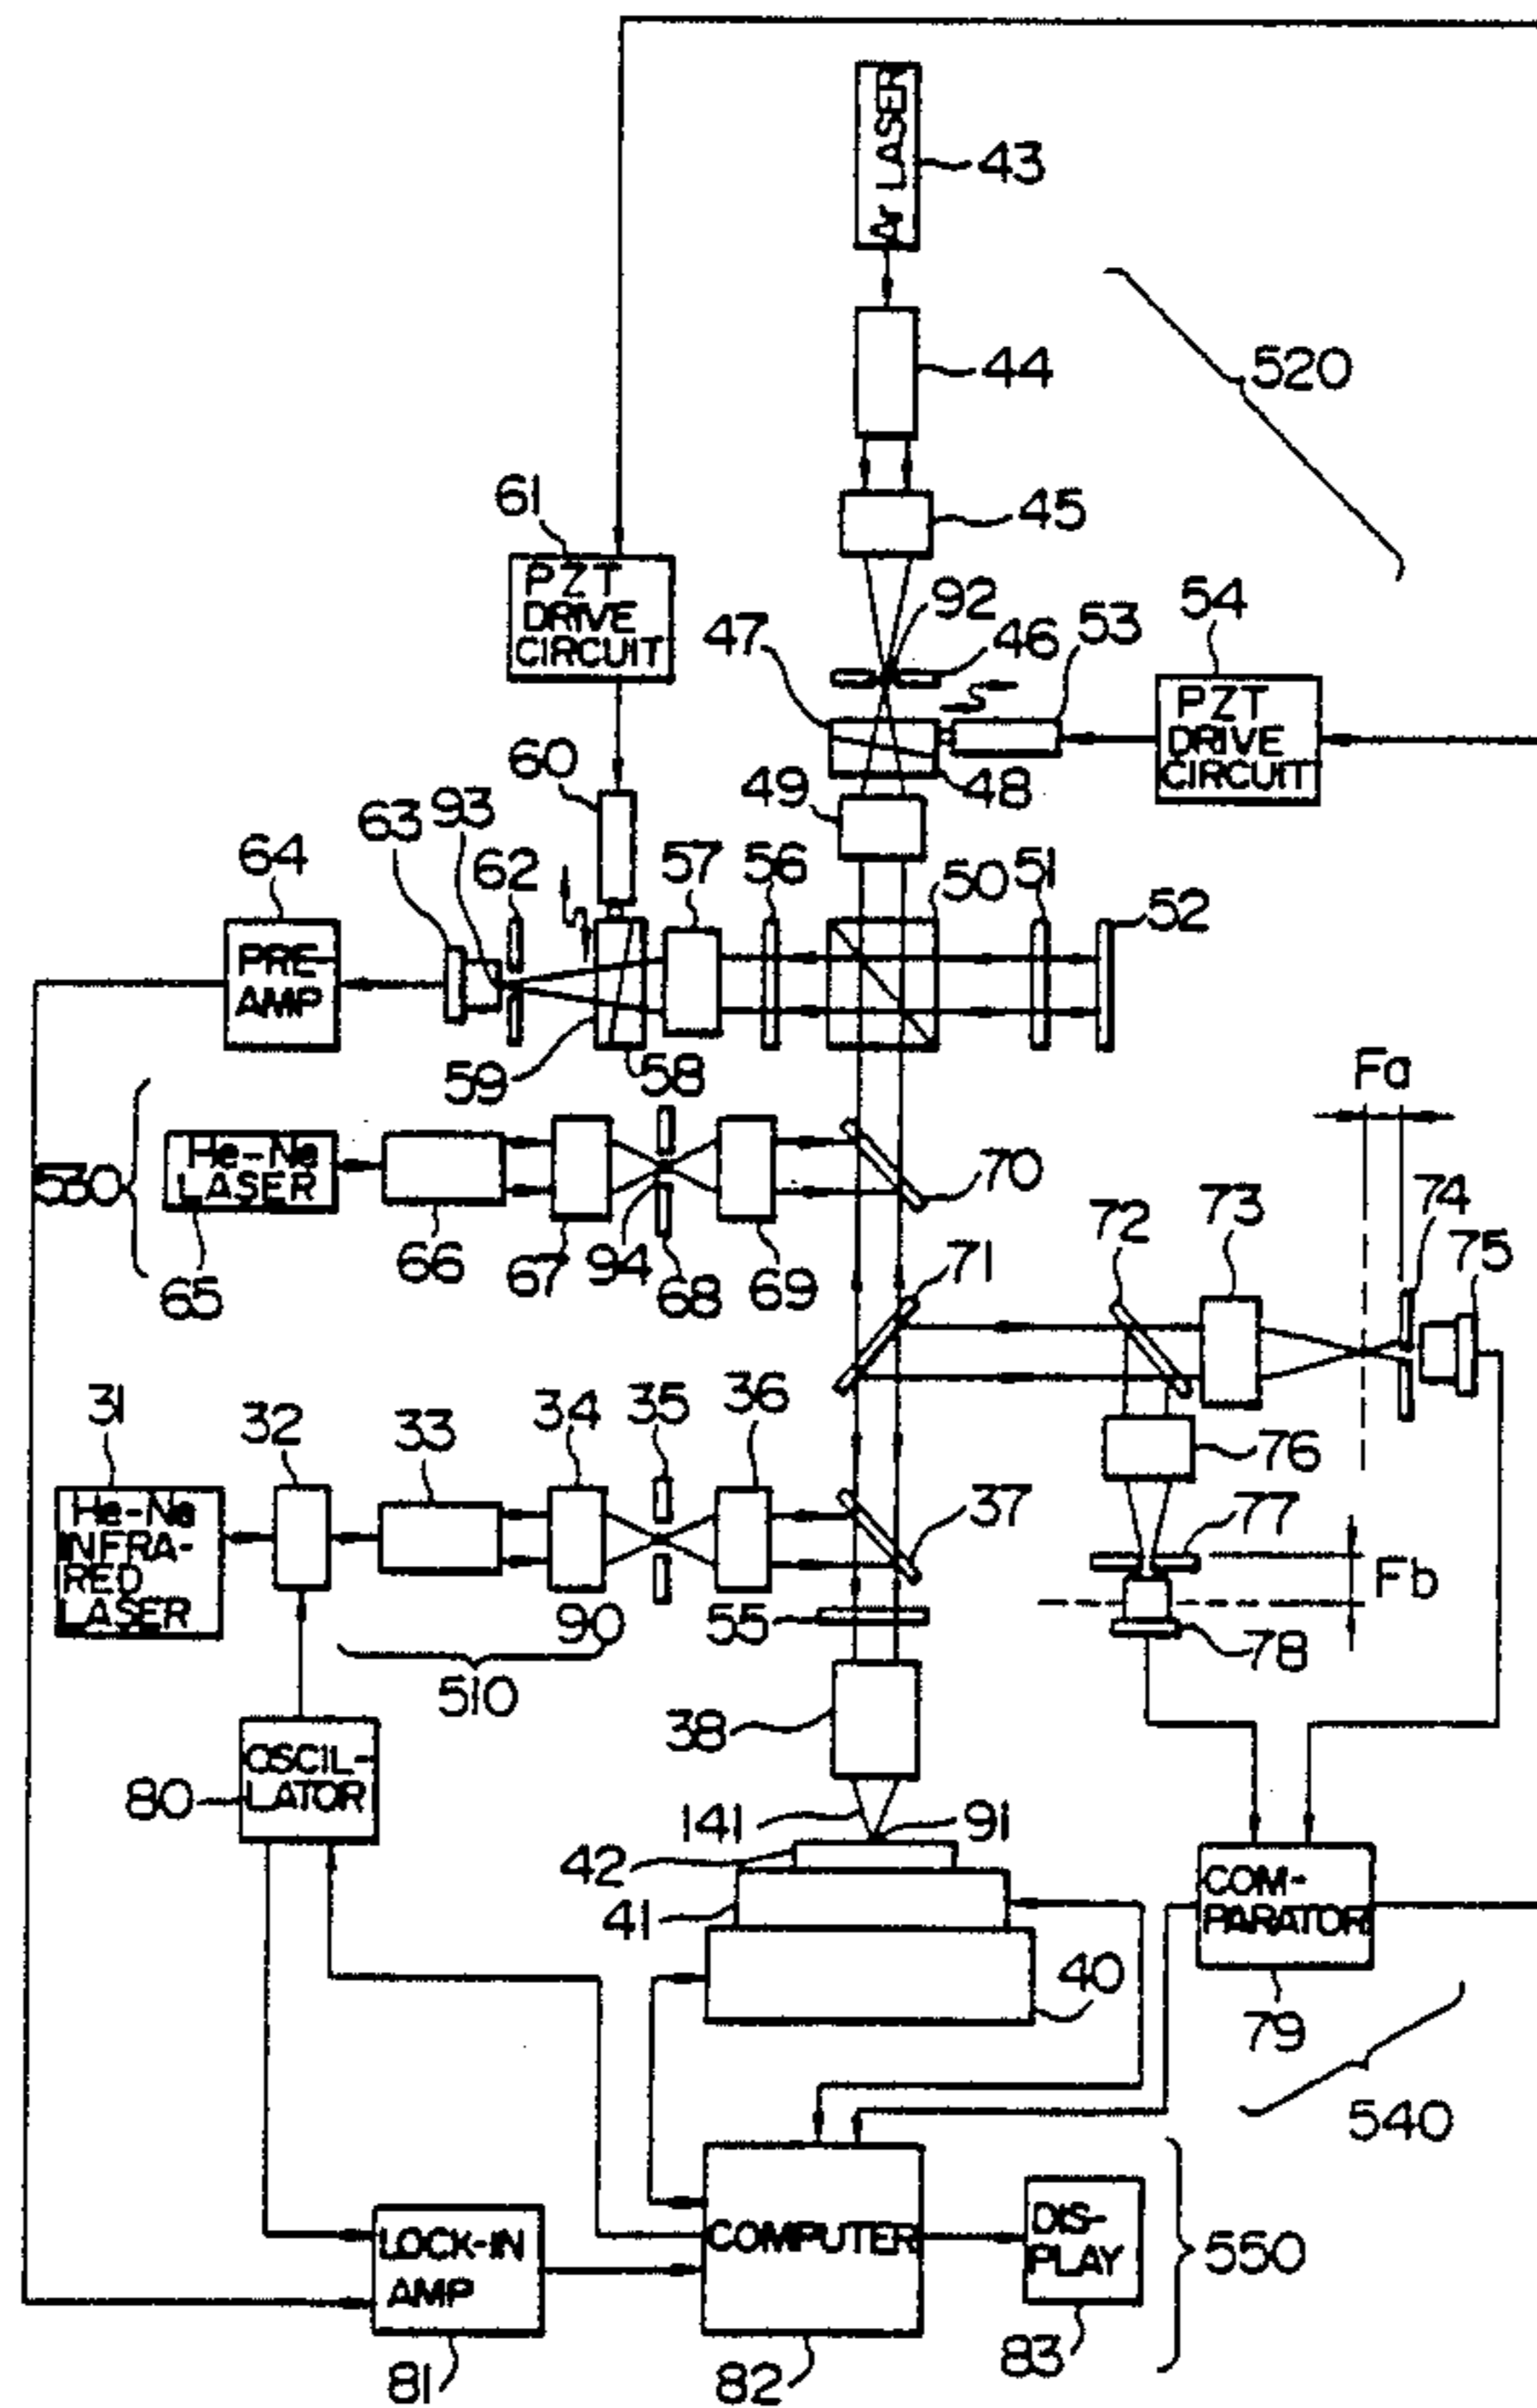 Ar LASER
43
44
520
45
61
PZT
DRIVE
CIRCUIT
92
47
46
53
54
PZT
DRIVE
CIRCUIT
60
48
49
93
63
64
62
57
56
50
51
52
PRE
AMP
59
58
Fa
530
He-Ne
LASER
70
74
72
73
75
66
67
94
68
69
71
65
31
32
33
34
35
36
76
He-Ne
INFRA-
RED
LASER
37
77
Fb
90
55
78
510
38
OSCIL-
LATOR
80
141
91
42
COM-
PARATOR
41
40
79
540
LOCK-IN
AMP
COMPUTER
DIS-
PLAY
550
81
82
83